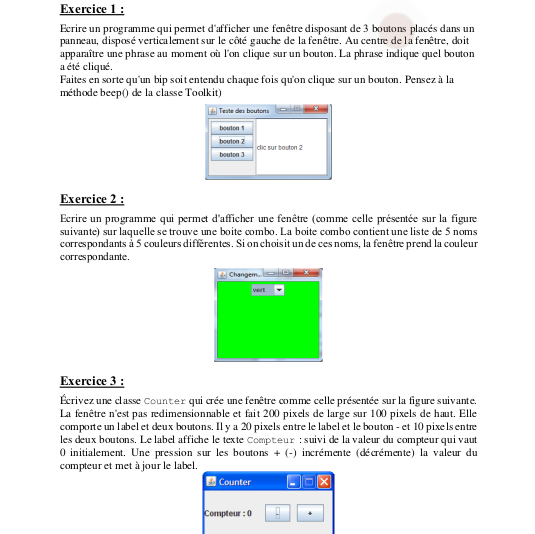 Exercice 1 :
Ecrire un programme qui permet d'afficher une fenêtre disposant de 3 boutons placés dans un
panneau, disposé verticalement sur le côté gauche de la fenêtre. Au centre de la fenêtre, doit
apparaître une phrase au moment où l'on clique sur un bouton. La phrase indique quel bouton
a été cliqué.
Faites en sorte qu'un bip soit entendu chaque fois qu'on clique sur un bouton. Pensez à la
méthode beep() de la classe Toolkit)
Teste des boutons
bouton 1
bouton 2
bouton 3
clic sur bouton 2
Exercice 2 :
Ecrire un programme qui permet d'afficher une fenêtre (comme celle présentée sur la figure
suivante) sur laquelle se trouve une boite combo. La boite combo contient une liste de 5 noms
correspondants à 5 couleurs différentes. Si on choisit un de ces noms, la fenêtre prend la couleur
correspondante.
Changem...
vert
Exercice 3 :
Écrivez une classe Counter qui crée une fenêtre comme celle présentée sur la figure suivante.
La fenêtre n'est pas redimensionnable et fait 200 pixels de large sur 100 pixels de haut. Elle
comporte un label et deux boutons. Il y a 20 pixels entre le label et le bouton - et 10 pixels entre
les deux boutons. Le label affiche le texte Compteur : suivi de la valeur du compteur qui vaut
0 initialement. Une pression sur les boutons + (-) incrémente (décrémente) la valeur du
compteur et met à jour le label.
Counter
Compteur : 0 - +